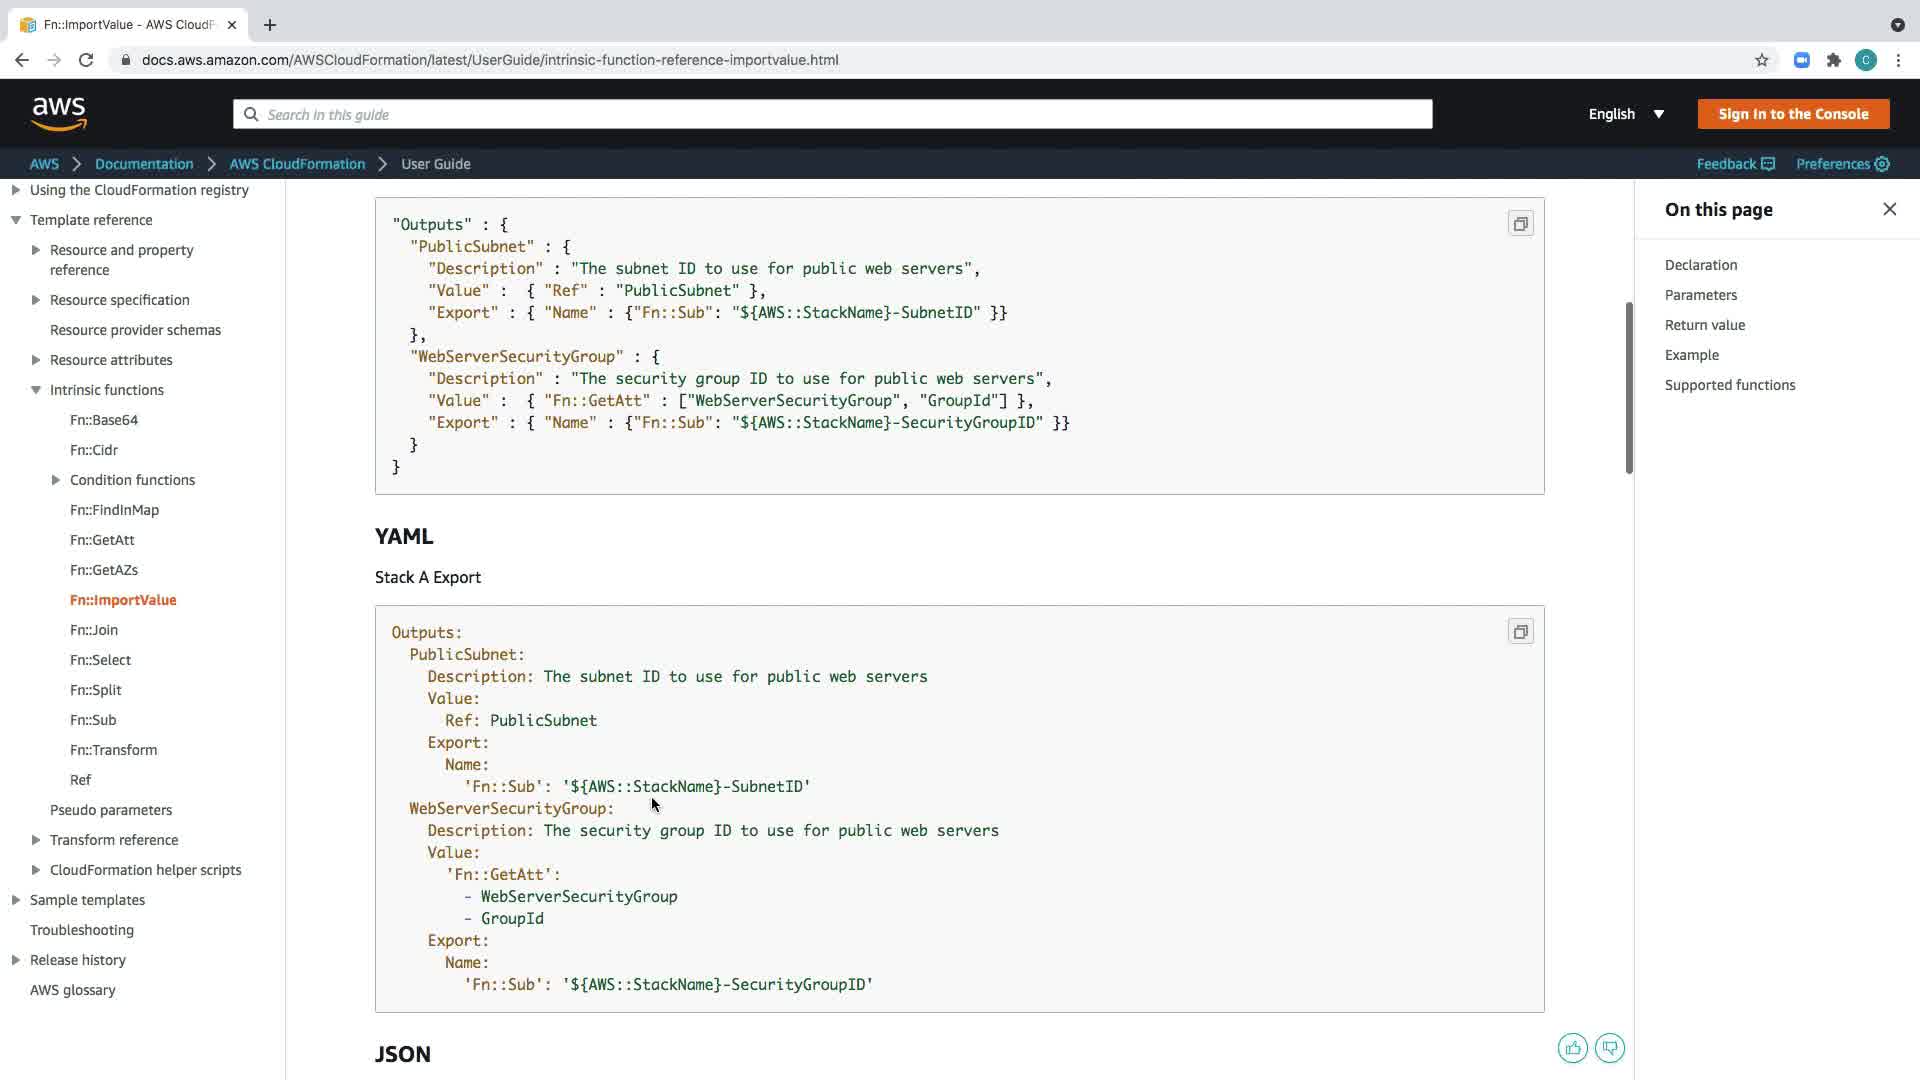 Fn::ImportValue - AWS CloudF
docs.aws.amazon.com/AWSCloudFormation/latest/UserGuide/intrinsic-function-reference-importvalue.html
C
aws
Search in this guide
English
Sign In to the Console
AWS
Documentation
AWS CloudFormation
User Guide
Feedback
Preferences
Using the CloudFormation registry
Template reference
Resource and property
reference
Resource specification
Resource provider schemas
Resource attributes
Intrinsic functions
Fn::Base64
Fn::Cidr
Condition functions
Fn::FindInMap
Fn::GetAtt
Fn::GetAZs
Fn::ImportValue
Fn::Join
Fn::Select
Fn::Split
Fn::Sub
Fn::Transform
Ref
Pseudo parameters
Transform reference
CloudFormation helper scripts
Sample templates
Troubleshooting
Release history
AWS glossary
"Outputs" : {
"PublicSubnet" : {
"Description" : "The subnet ID to use for public web servers",
"Value" :  { "Ref" : "PublicSubnet" },
"Export" : { "Name" : {"Fn::Sub": "${AWS::StackName}-SubnetID" }}
},
"WebServerSecurityGroup" : {
"Description" : "The security group ID to use for public web servers",
"Value" :  { "Fn::GetAtt" : ["WebServerSecurityGroup", "GroupId"] },
"Export" : { "Name" : {"Fn::Sub": "${AWS::StackName}-SecurityGroupID" }}
}
}
YAML
Stack A Export
Outputs:
PublicSubnet:
Description: The subnet ID to use for public web servers
Value:
Ref: PublicSubnet
Export:
Name:
'Fn::Sub': '${AWS::StackName}-SubnetID'
WebServerSecurityGroup:
Description: The security group ID to use for public web servers
Value:
'Fn::GetAtt':
- WebServerSecurityGroup
- GroupId
Export:
Name:
'Fn::Sub': '${AWS::StackName}-SecurityGroupID'
JSON
On this page
Declaration
Parameters
Return value
Example
Supported functions